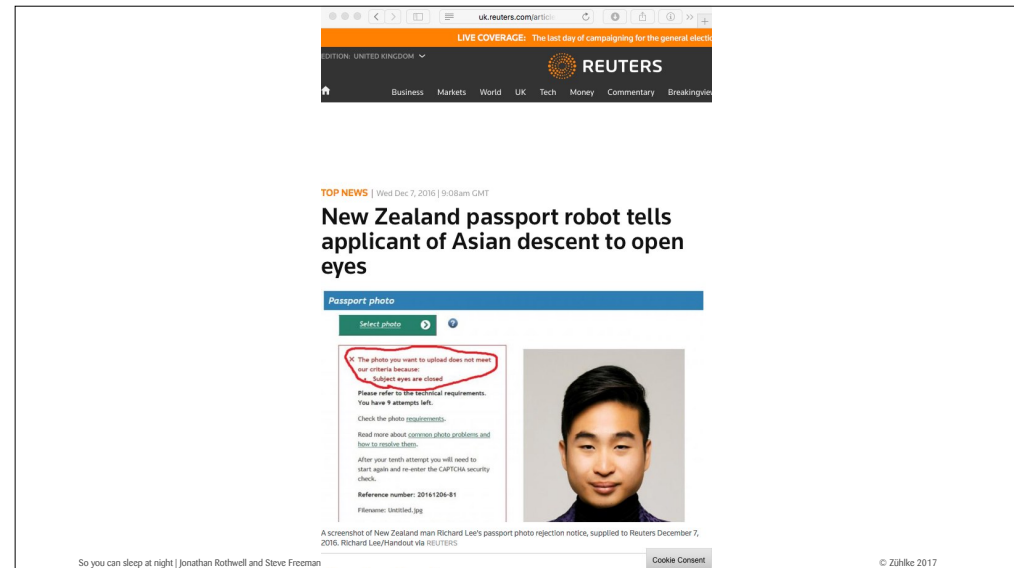 uk.reuters.com/articl
LIVE COVERAGE: The last day of campaigning for the general electio
EDITION: UNITED KINGDOM
REUTERS
Business Markets World UK Tech Money Commentary Breakingvie
TOP NEWS | Wed Dec 7, 2016 | 9:08am GMT
New Zealand passport robot tells
applicant of Asian descent to open
eyes
Passport photo
Select photo
?
X The photo you want to upload does not meet
our criteria because:
• Subject eyes are closed
Please refer to the technical requirements.
You have 9 attempts left.
Check the photo requirements.
Read more about common photo problems and
how to resolve them.
After your tenth attempt you will need to
start again and re-enter the CAPTCHA security
check.
Reference number: 20161206-81
Filename: Untitled.jpg
A screenshot of New Zealand man Richard Lee's passport photo rejection notice, supplied to Reuters December 7,
2016. Richard Lee/Handout via REUTERS
Cookie Consent
So you can sleep at night | Jonathan Rothwell and Steve Freeman
© Zühlke 2017